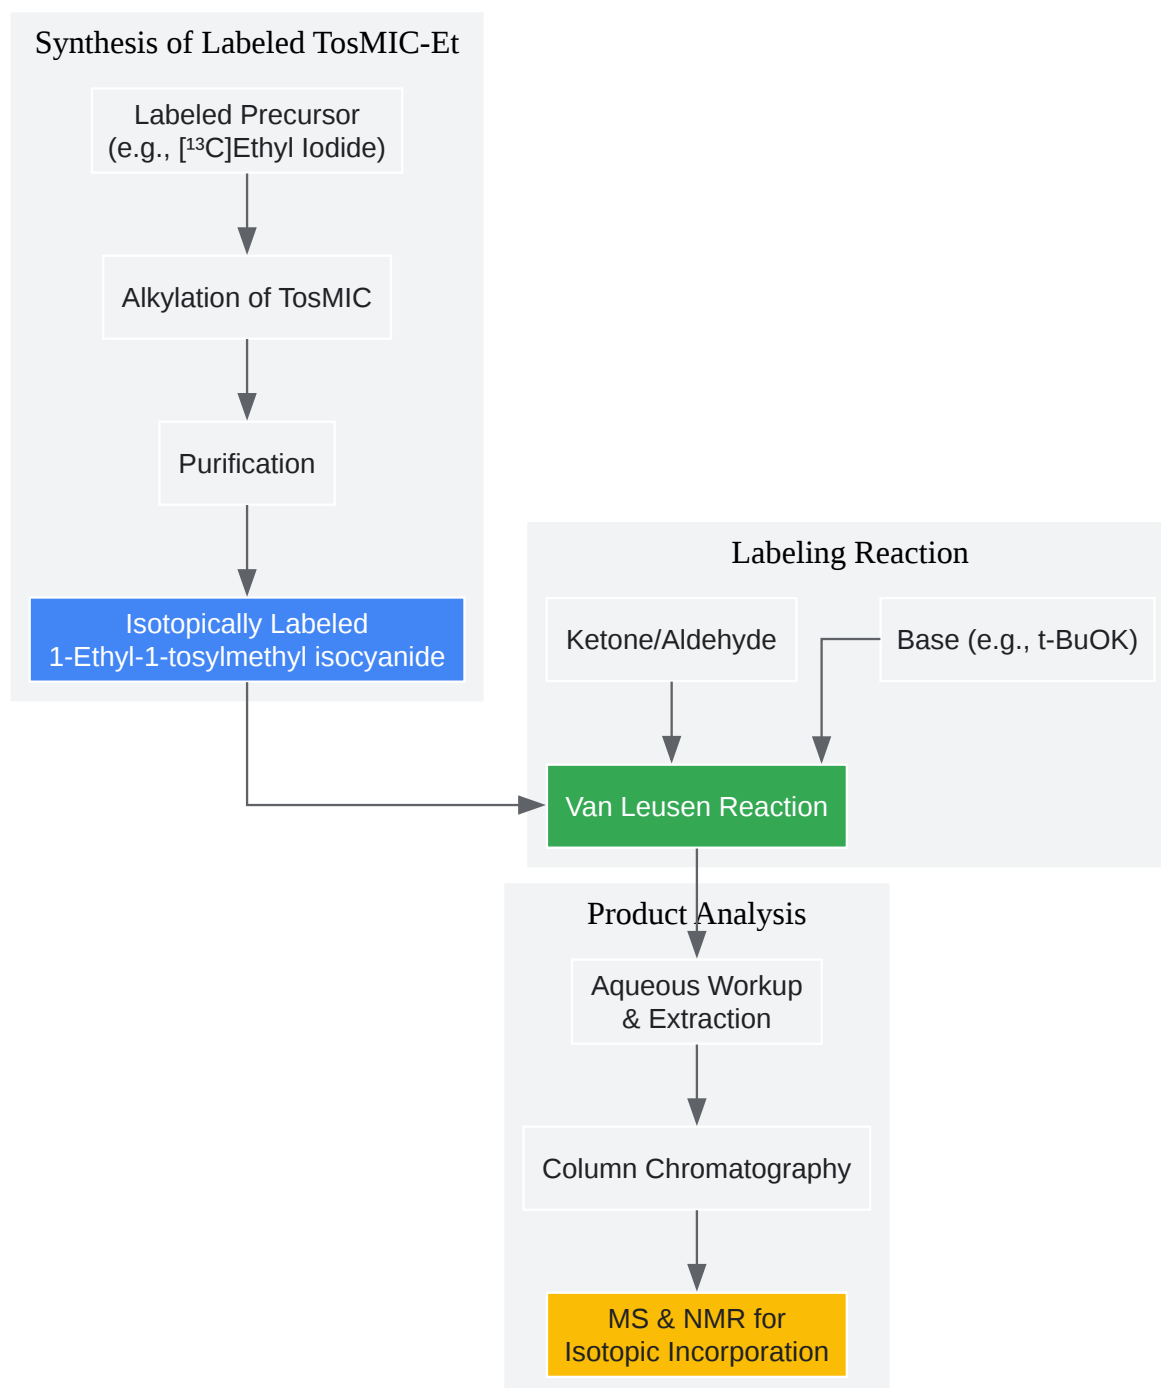 Synthesis of Labeled TosMIC-Et
Labeled Precursor
(e.g., [¹³C]Ethyl Iodide)
Alkylation of TosMIC
Purification
Isotopically Labeled
1-Ethyl-1-tosylmethyl isocyanide
Labeling Reaction
Ketone/Aldehyde
Base (e.g., t-BuOK)
Van Leusen Reaction
Product Analysis
Aqueous Workup
& Extraction
Column Chromatography
MS & NMR for
Isotopic Incorporation